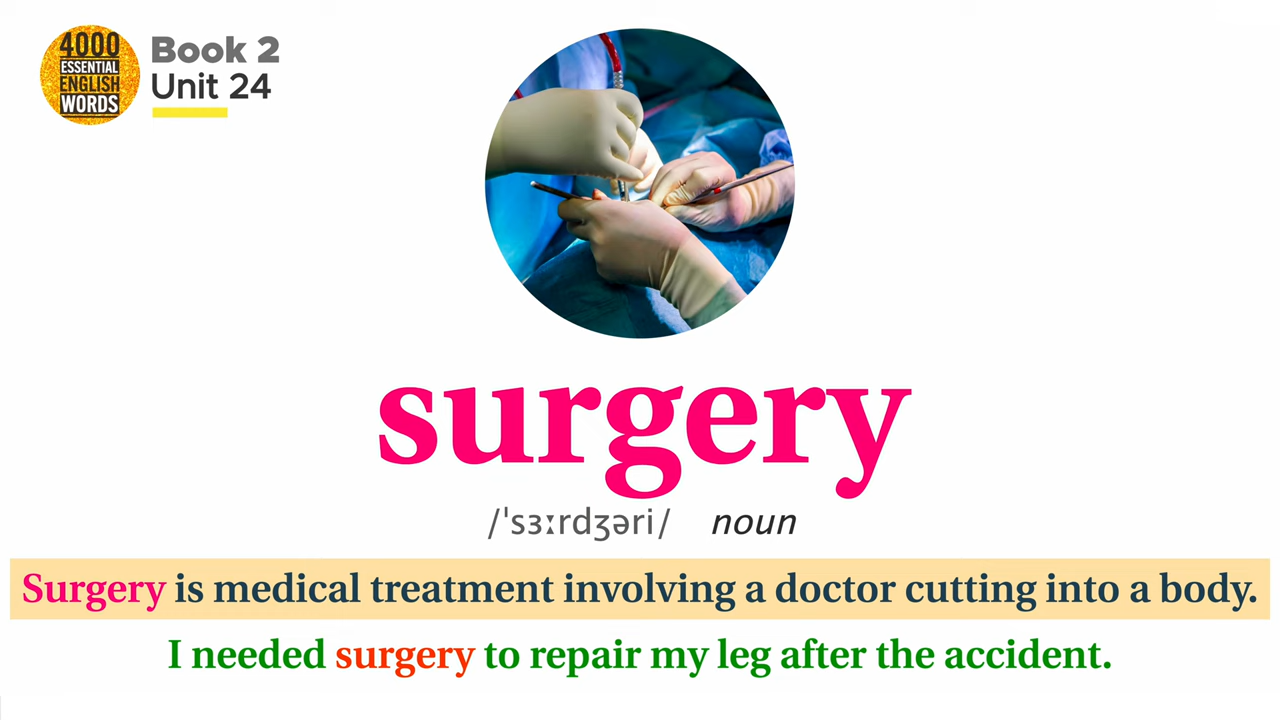 4000
ESSENTIAL
ENGLISH
WORDS
Book 2
Unit 24
surgery
/ˈsɜːrdʒəri/ noun
Surgery is medical treatment involving a doctor cutting into a body.
I needed surgery to repair my leg after the accident.